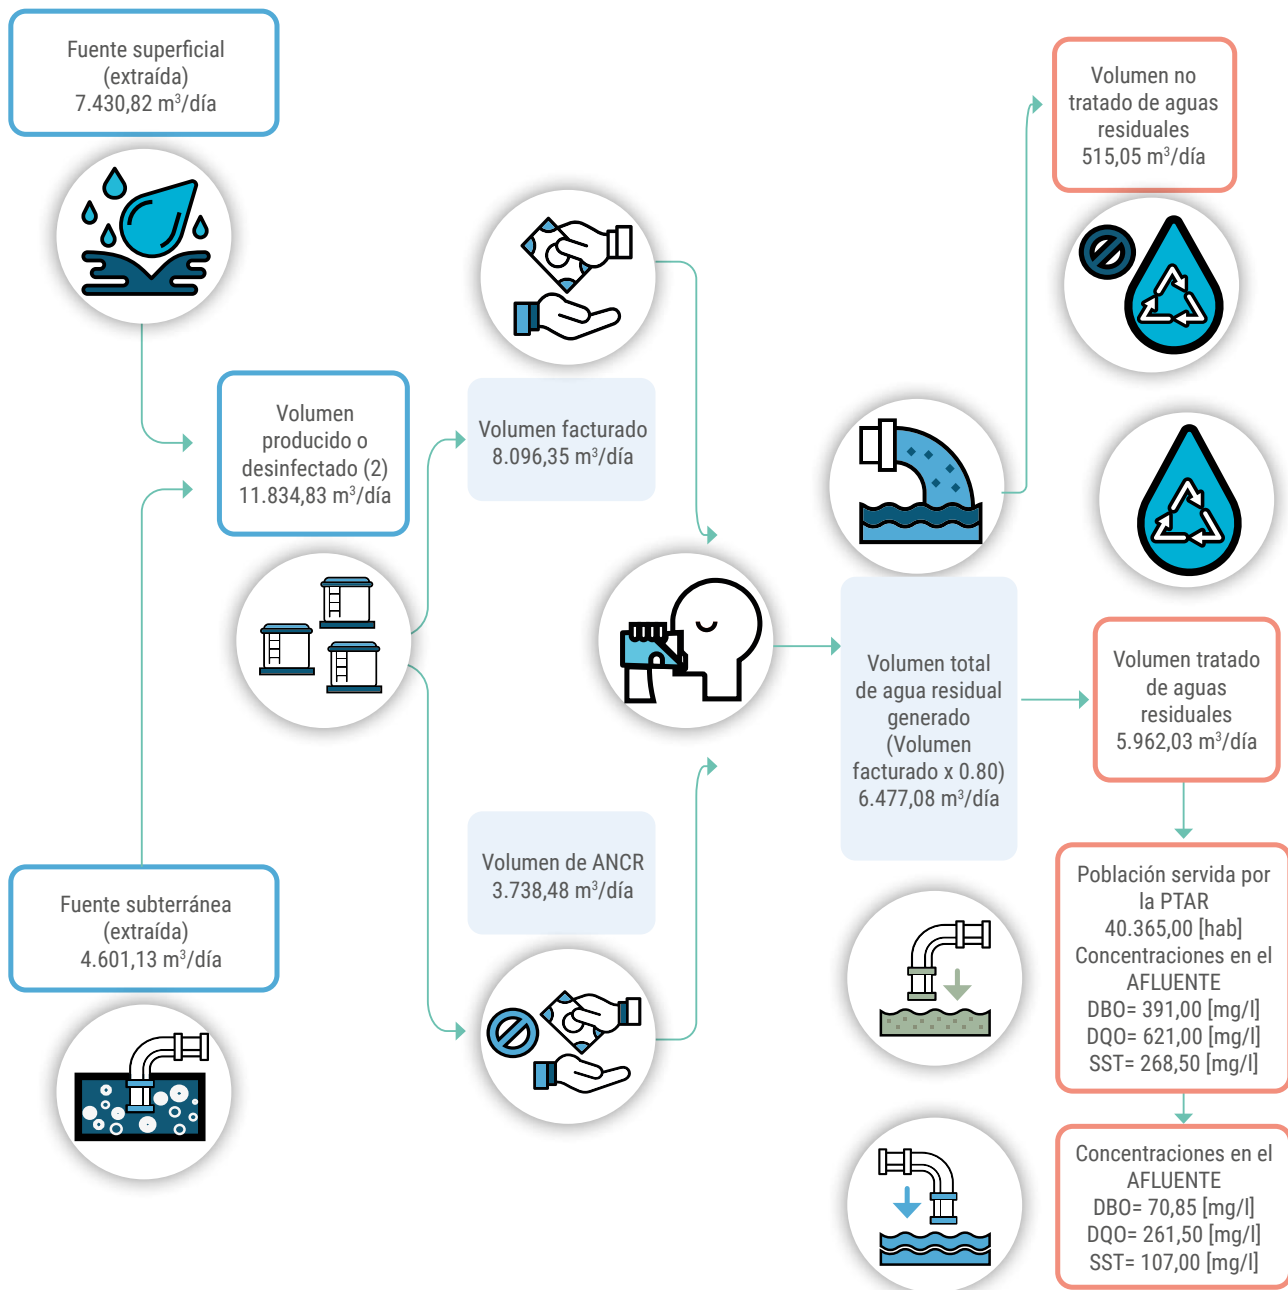 Fuente superficial
(extraída)
7.430,82 m³/día
Fuente subterránea
(extraída)
4.601,13 m³/día
Volumen
producido o
desinfectado (2)
11.834,83 m³/día
Volumen facturado
8.096,35 m³/día
Volumen de ANCR
3.738,48 m³/día
Volumen total
de agua residual
generado
(Volumen
facturado x 0.80)
6.477,08 m³/día
Volumen no
tratado de aguas
residuales
515,05 m³/día
Volumen tratado
de aguas
residuales
5.962,03 m³/día
Población servida por
la PTAR
40.365,00 [hab]
Concentraciones en el
AFLUENTE
DBO= 391,00 [mg/l]
DQO= 621,00 [mg/l]
SST= 268,50 [mg/l]
Concentraciones en el
AFLUENTE
DBO= 70,85 [mg/l]
DQO= 261,50 [mg/l]
SST= 107,00 [mg/l]